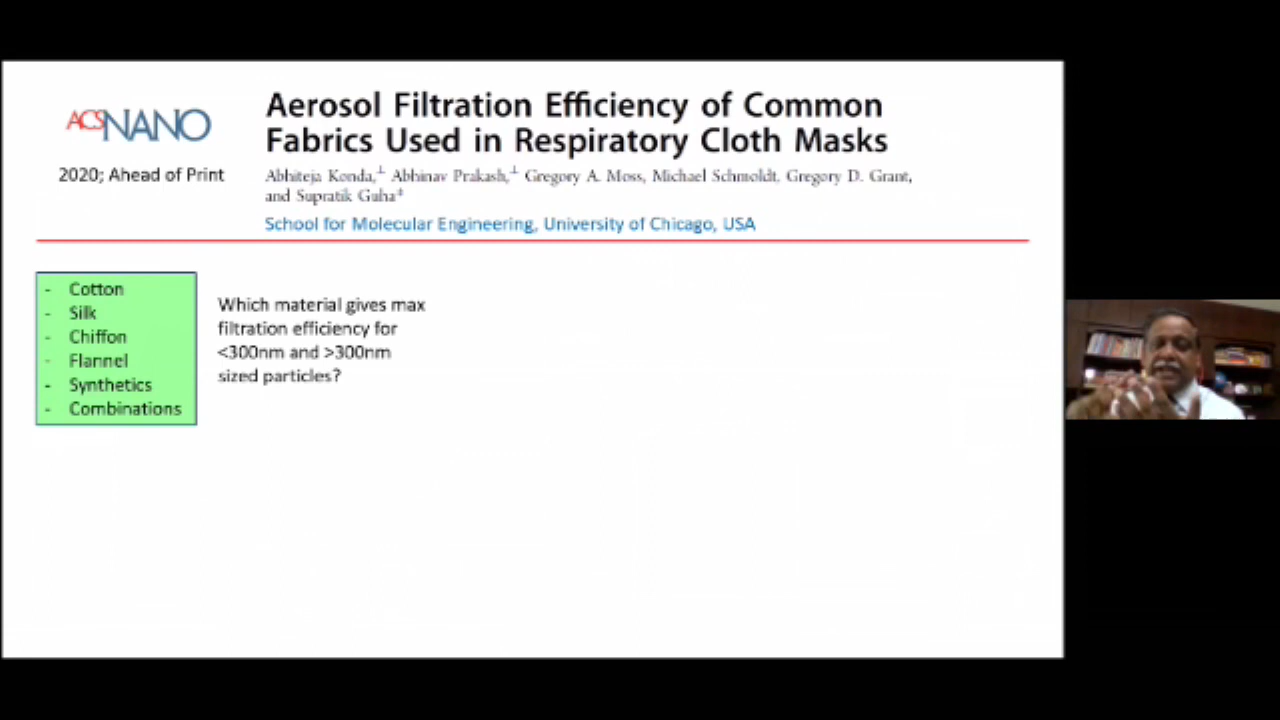 ACSNANO
2020; Ahead of Print
Aerosol Filtration Efficiency of Common
Fabrics Used in Respiratory Cloth Masks
Abhiteja Konda,⊥ Abhinav Prakash,⊥ Gregory A. Moss, Michael Schmoldt, Gregory D. Grant,
and Supratik Guha*
School for Molecular Engineering, University of Chicago, USA
- Cotton
- Silk
- Chiffon
- Flannel
- Synthetics
- Combinations
Which material gives max
filtration efficiency for
<300nm and >300nm
sized particles?